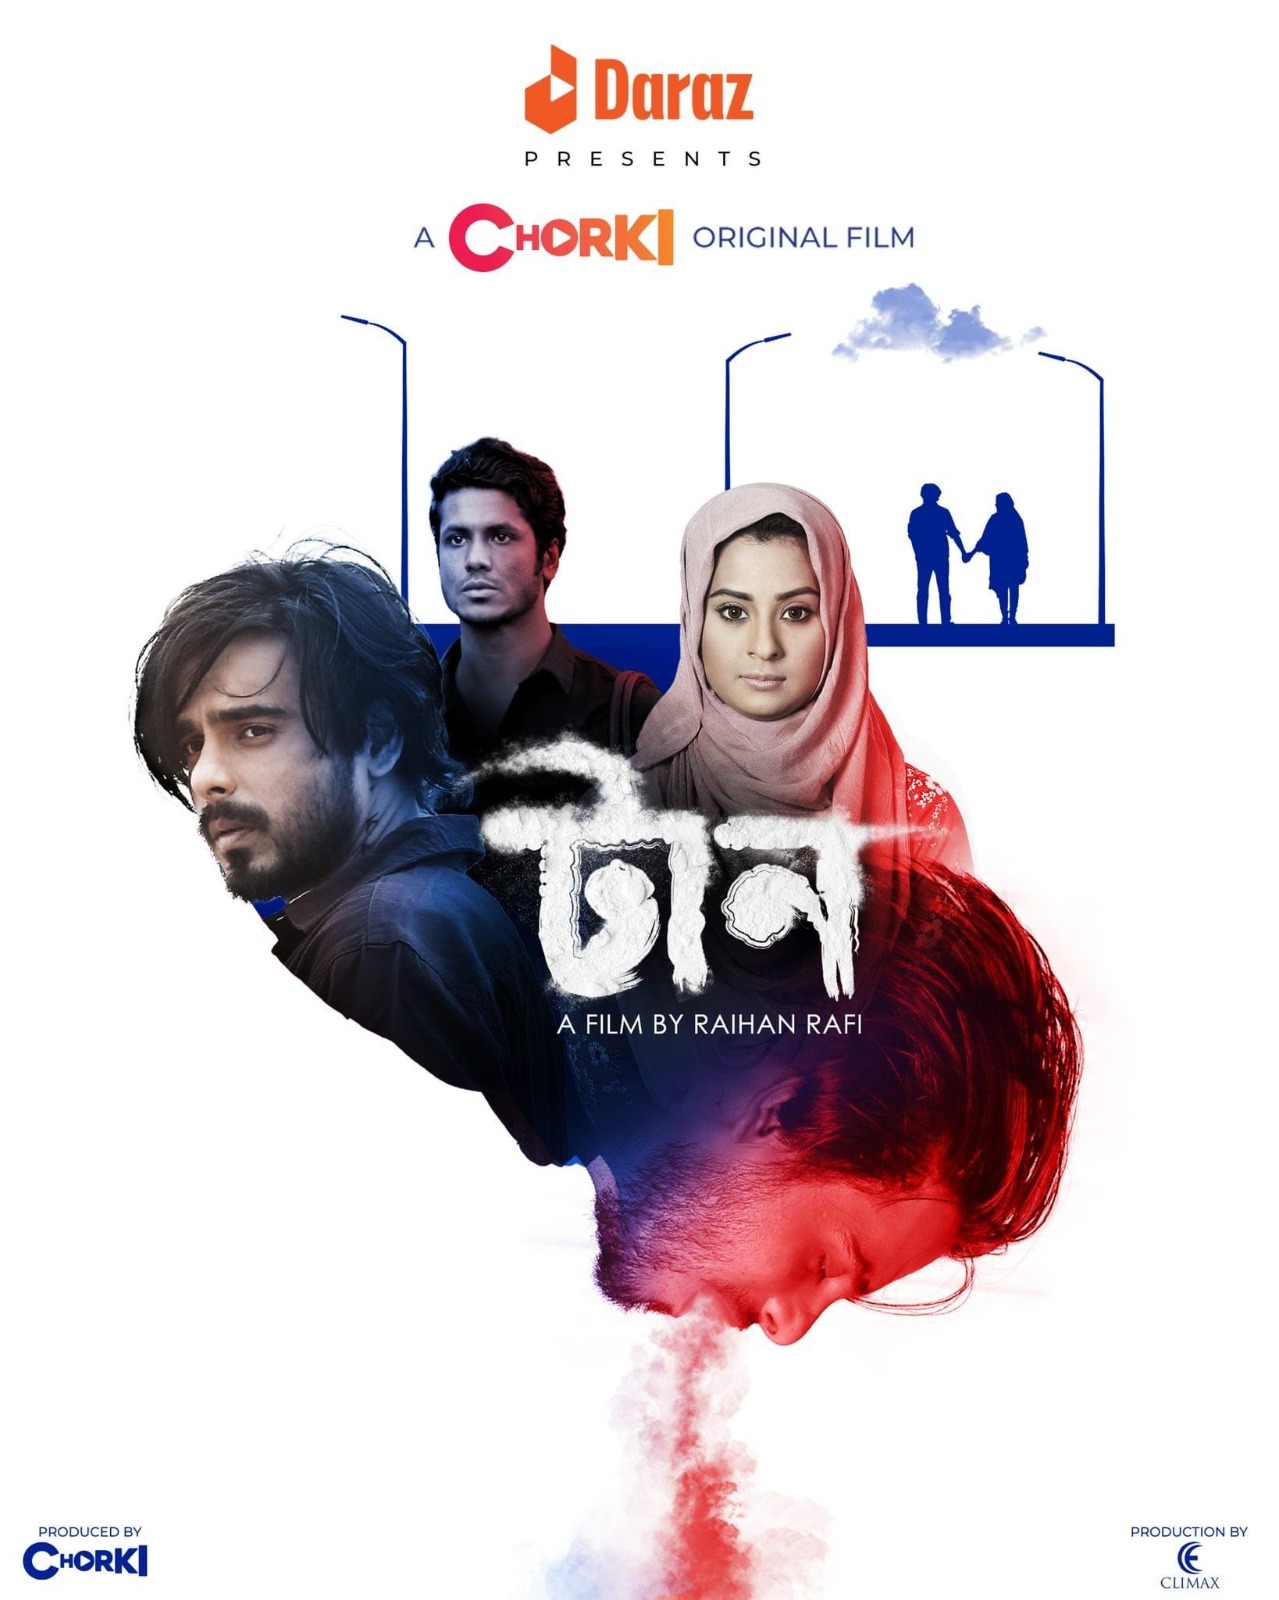 Daraz
PRESENTS
A CHORKI ORIGINAL FILM
টান
A FILM BY RAIHAN RAFI
PRODUCED BY
CHORKI
PRODUCTION BY
CLIMAX